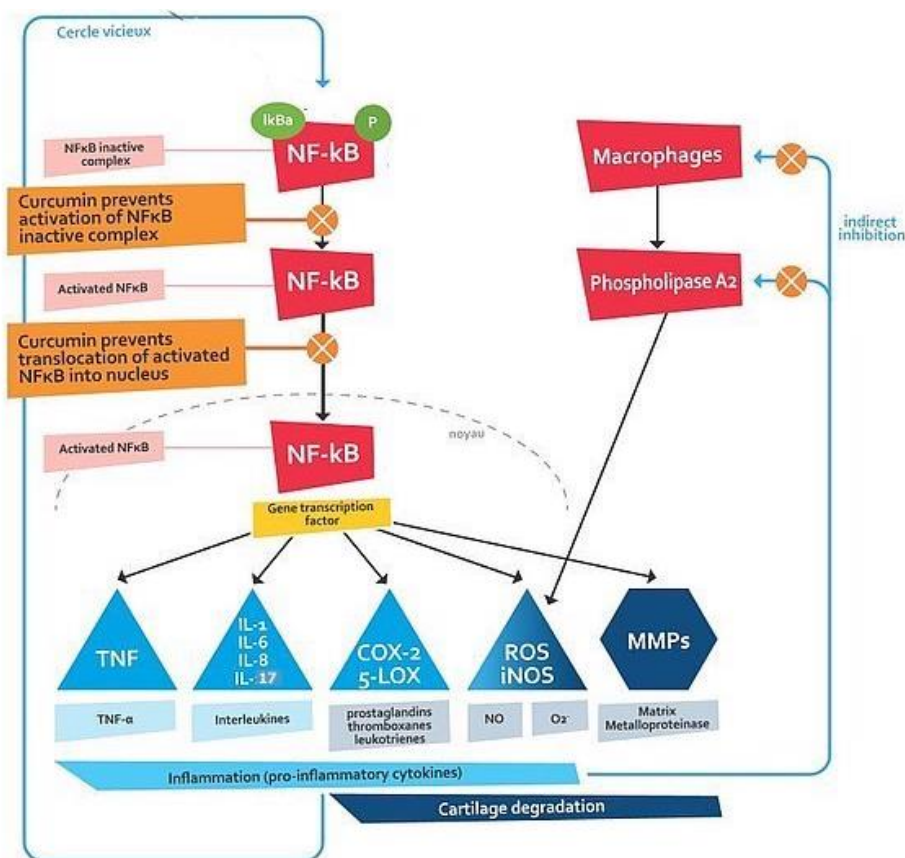 Cercle vicieux
IkBa
P
NF-kB
NFκB inactive
complex
Macrophages
Curcumin prevents
activation of NFκB
inactive complex
indirect
inhibition
Activated NFκB
NF-kB
Phospholipase A2
Curcumin prevents
translocation of activated
NFκB into nucleus
noyau
Activated NFκB
NF-kB
Gene transcription
factor
TNF
IL-1
IL-6
IL-8
IL-17
COX-2
5-LOX
ROS
iNOS
MMPs
TNF-α
Interleukines
prostaglandins
thromboxanes
leukotrienes
NO
O2-
Matrix
Metalloproteinase
Inflammation (pro-inflammatory cytokines)
Cartilage degradation